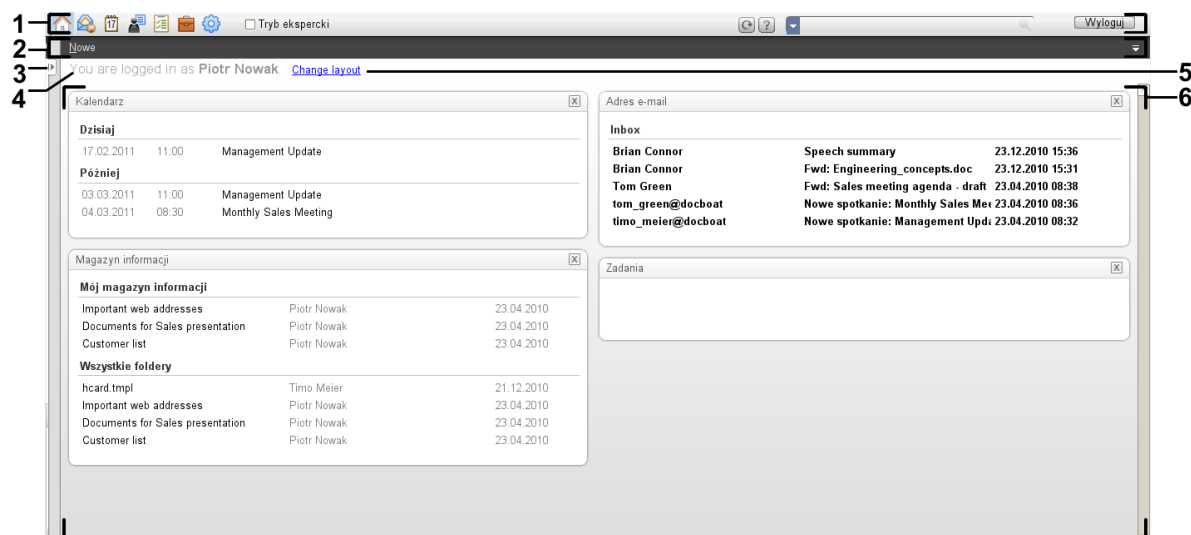 1
17
Tryb ekspercki
?
Wyloguj
2
Nowe
3
4
You are logged in as Piotr Nowak. Change layout
5
6
Kalendarz X
Dzisiaj
17.02.2011 11:00 Management Update
Później
03.03.2011 11:00 Management Update
04.03.2011 08:30 Monthly Sales Meeting
Adres e-mail X
Inbox
Brian Connor Speech summary 23.12.2010 15:36
Brian Connor Fwd: Engineering_concepts.doc 23.12.2010 15:31
Tom Green Fwd: Sales meeting agenda - draft 23.04.2010 08:38
tom_green@docboat Nowe spotkanie: Monthly Sales Mee 23.04.2010 08:36
timo_meier@docboat Nowe spotkanie: Management Upda 23.04.2010 08:32
Magazyn informacji X
Mój magazyn informacji
Important web addresses Piotr Nowak 23.04.2010
Documents for Sales presentation Piotr Nowak 23.04.2010
Customer list Piotr Nowak 23.04.2010
Wszystkie foldery
hcard.tmpl Timo Meier 21.12.2010
Important web addresses Piotr Nowak 23.04.2010
Documents for Sales presentation Piotr Nowak 23.04.2010
Customer list Piotr Nowak 23.04.2010
Zadania X